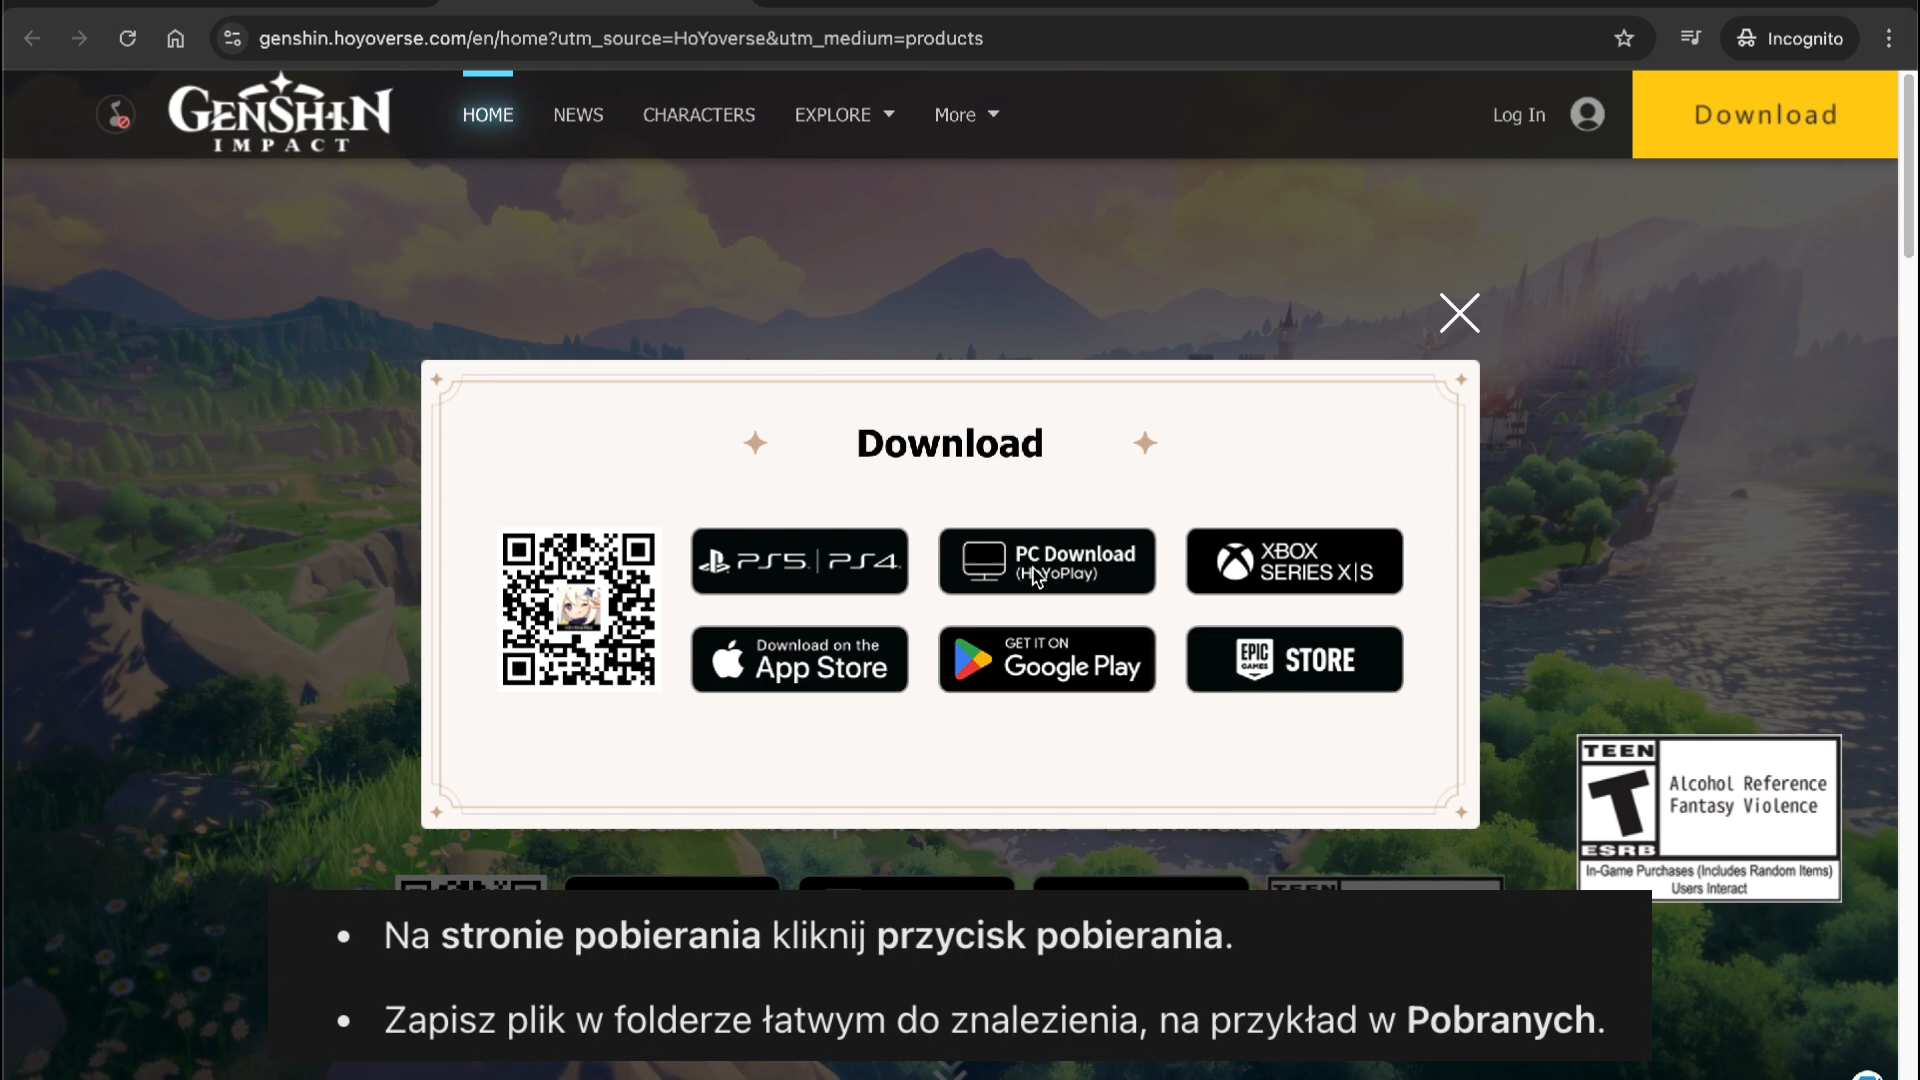 genshin.hoyoverse.com/en/home?utm_source=HoYoverse&utm_medium=products
Incognito
GENSHIN
IMPACT
HOME
NEWS
CHARACTERS
EXPLORE
More
Log In
Download
Download
PS5 | PS4
PC Download
(HoYoPlay)
XBOX
SERIES X|S
Download on the
App Store
GET IT ON
Google Play
EPIC
GAMES
STORE
TEEN
T
ESRB
Alcohol Reference
Fantasy Violence
In-Game Purchases (Includes Random Items)
Users Interact
• Na stronie pobierania kliknij przycisk pobierania.
• Zapisz plik w folderze łatwym do znalezienia, na przykład w Pobranych.